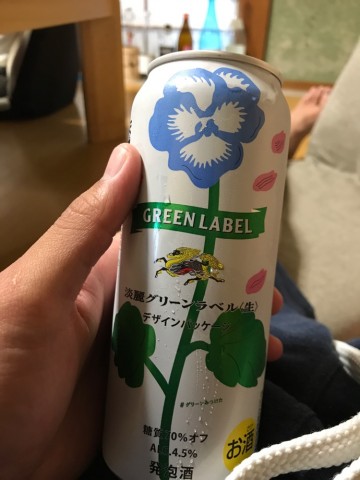 GREEN LABEL
淡麗グリーンラベル〈生〉
デザインパッケージ
糖質70%オフ
ALC.4.5%
発泡酒
お酒